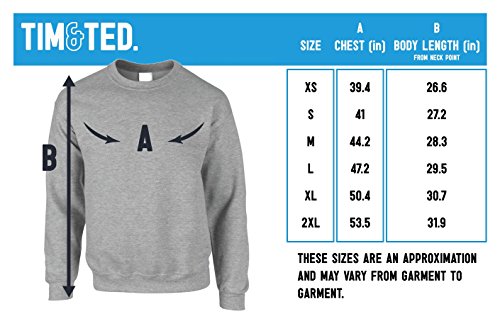 TIM&TED.
A B
SIZE CHEST (in) BODY LENGTH (in)
FROM NECK POINT
XS 39.4 26.6
S 41 27.2
M 44.2 28.3
L 47.2 29.5
XL 50.4 30.7
2XL 53.5 31.9
A
B
THESE SIZES ARE AN APPROXIMATION
AND MAY VARY FROM GARMENT TO
GARMENT.